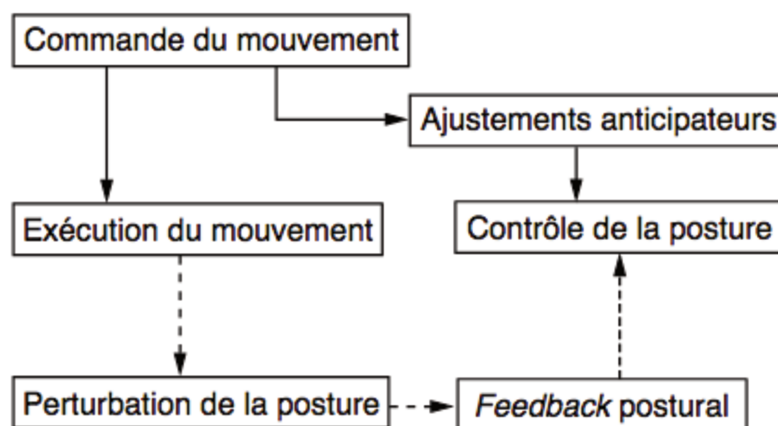 Commande du mouvement
Ajustements anticipateurs
Exécution du mouvement
Contrôle de la posture
Perturbation de la posture
Feedback postural